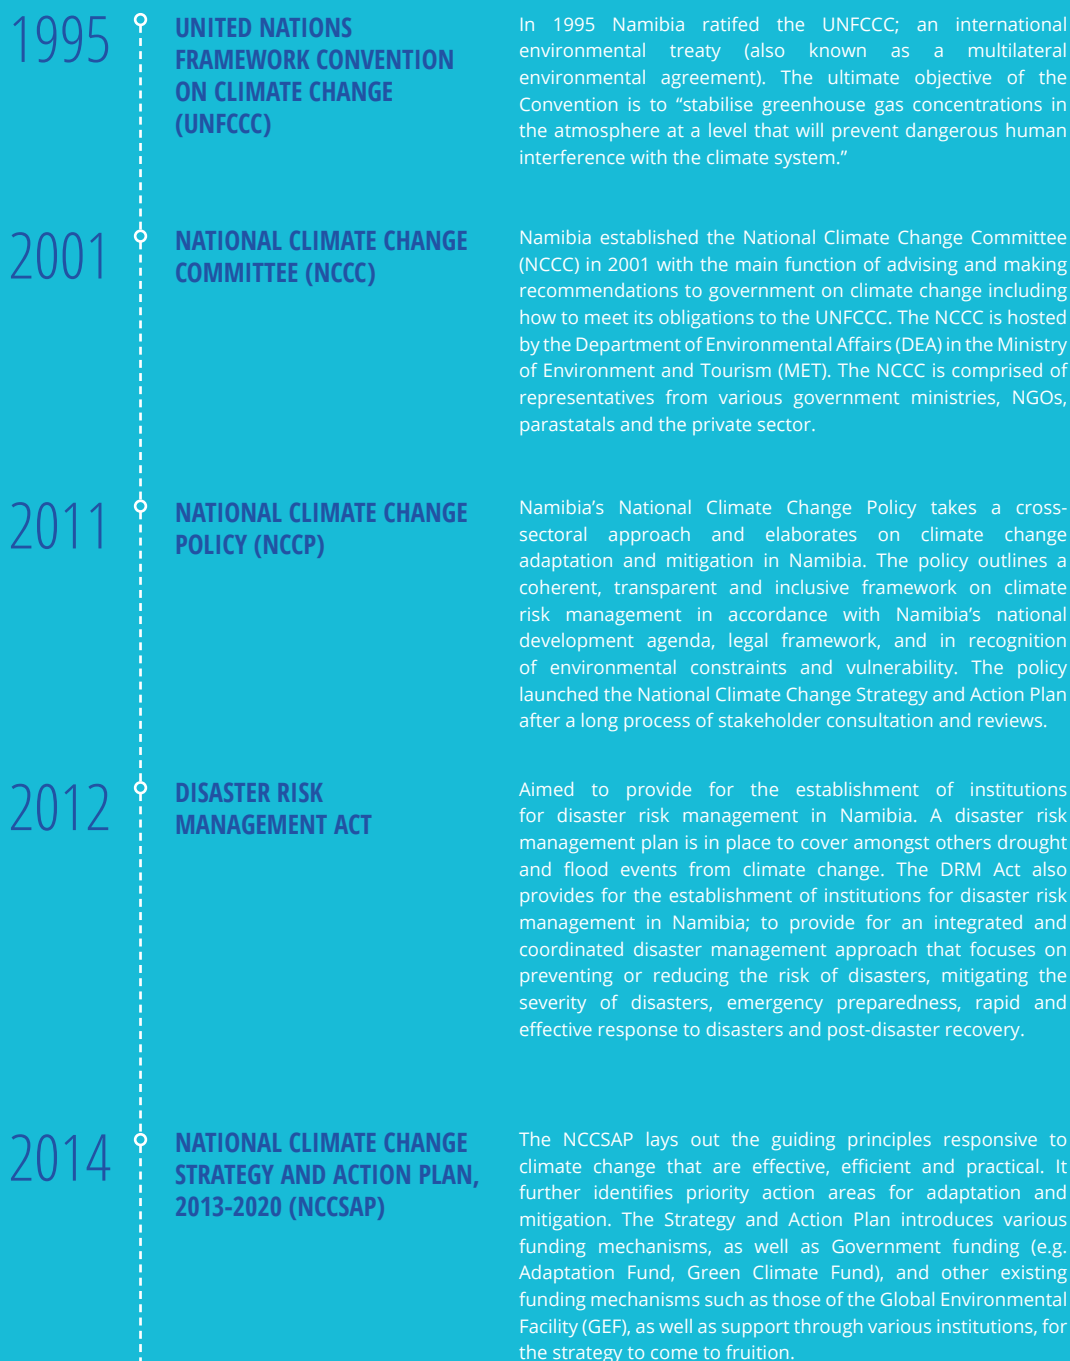 1995
UNITED NATIONS
FRAMEWORK CONVENTION
ON CLIMATE CHANGE
(UNFCCC)
In 1995 Namibia ratifed the UNFCCC; an international
environmental treaty (also known as a multilateral
environmental agreement). The ultimate objective of the
Convention is to “stabilise greenhouse gas concentrations in
the atmosphere at a level that will prevent dangerous human
interference with the climate system.”
2001
NATIONAL CLIMATE CHANGE
COMMITTEE (NCCC)
Namibia established the National Climate Change Committee
(NCCC) in 2001 with the main function of advising and making
recommendations to government on climate change including
how to meet its obligations to the UNFCCC. The NCCC is hosted
by the Department of Environmental Affairs (DEA) in the Ministry
of Environment and Tourism (MET). The NCCC is comprised of
representatives from various government ministries, NGOs,
parastatals and the private sector.
2011
NATIONAL CLIMATE CHANGE
POLICY (NCCP)
Namibia’s National Climate Change Policy takes a cross-
sectoral approach and elaborates on climate change
adaptation and mitigation in Namibia. The policy outlines a
coherent, transparent and inclusive framework on climate
risk management in accordance with Namibia’s national
development agenda, legal framework, and in recognition
of environmental constraints and vulnerability. The policy
launched the National Climate Change Strategy and Action Plan
after a long process of stakeholder consultation and reviews.
2012
DISASTER RISK
MANAGEMENT ACT
Aimed to provide for the establishment of institutions
for disaster risk management in Namibia. A disaster risk
management plan is in place to cover amongst others drought
and flood events from climate change. The DRM Act also
provides for the establishment of institutions for disaster risk
management in Namibia; to provide for an integrated and
coordinated disaster management approach that focuses on
preventing or reducing the risk of disasters, mitigating the
severity of disasters, emergency preparedness, rapid and
effective response to disasters and post-disaster recovery.
2014
NATIONAL CLIMATE CHANGE
STRATEGY AND ACTION PLAN,
2013-2020 (NCCSAP)
The NCCSAP lays out the guiding principles responsive to
climate change that are effective, efficient and practical. It
further identifies priority action areas for adaptation and
mitigation. The Strategy and Action Plan introduces various
funding mechanisms, as well as Government funding (e.g.
Adaptation Fund, Green Climate Fund), and other existing
funding mechanisms such as those of the Global Environmental
Facility (GEF), as well as support through various institutions, for
the strategy to come to fruition.